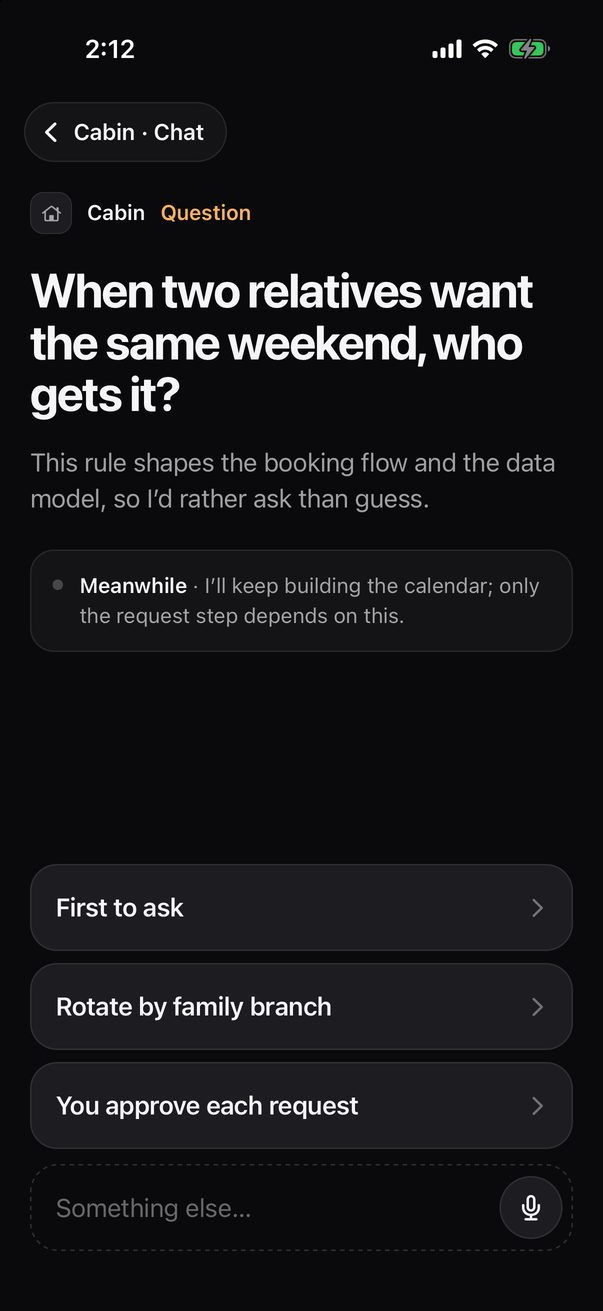 2:12
Cabin · Chat
Cabin Question
When two relatives want
the same weekend, who
gets it?
This rule shapes the booking flow and the data
model, so I’d rather ask than guess.
Meanwhile · I’ll keep building the calendar; only
the request step depends on this.
First to ask
Rotate by family branch
You approve each request
Something else...